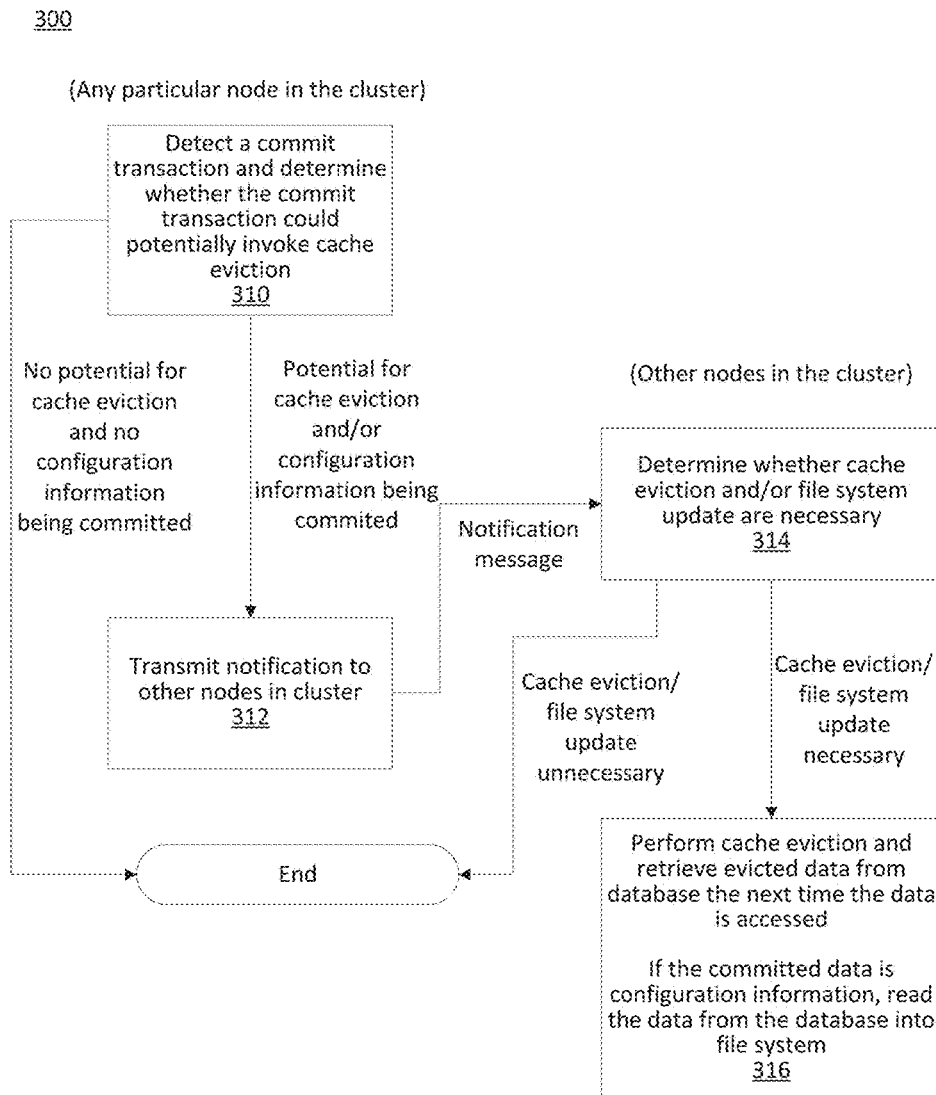 300
(Any particular node in the cluster)
Detect a commit
transaction and determine
whether the commit
transaction could
potentially invoke cache
eviction
310
No potential for
cache eviction
and no
configuration
information
being committed
Potential for
cache eviction
and/or
configuration
information being
commited
(Other nodes in the cluster)
Determine whether cache
eviction and/or file system
update are necessary
314
Notification
message
Transmit notification to
other nodes in cluster
312
Cache eviction/
file system
update
unnecessary
Cache eviction/
file system
update
necessary
End
Perform cache eviction and
retrieve evicted data from
database the next time the data
is accessed
If the committed data is
configuration information, read
the data from the database into
file system
316